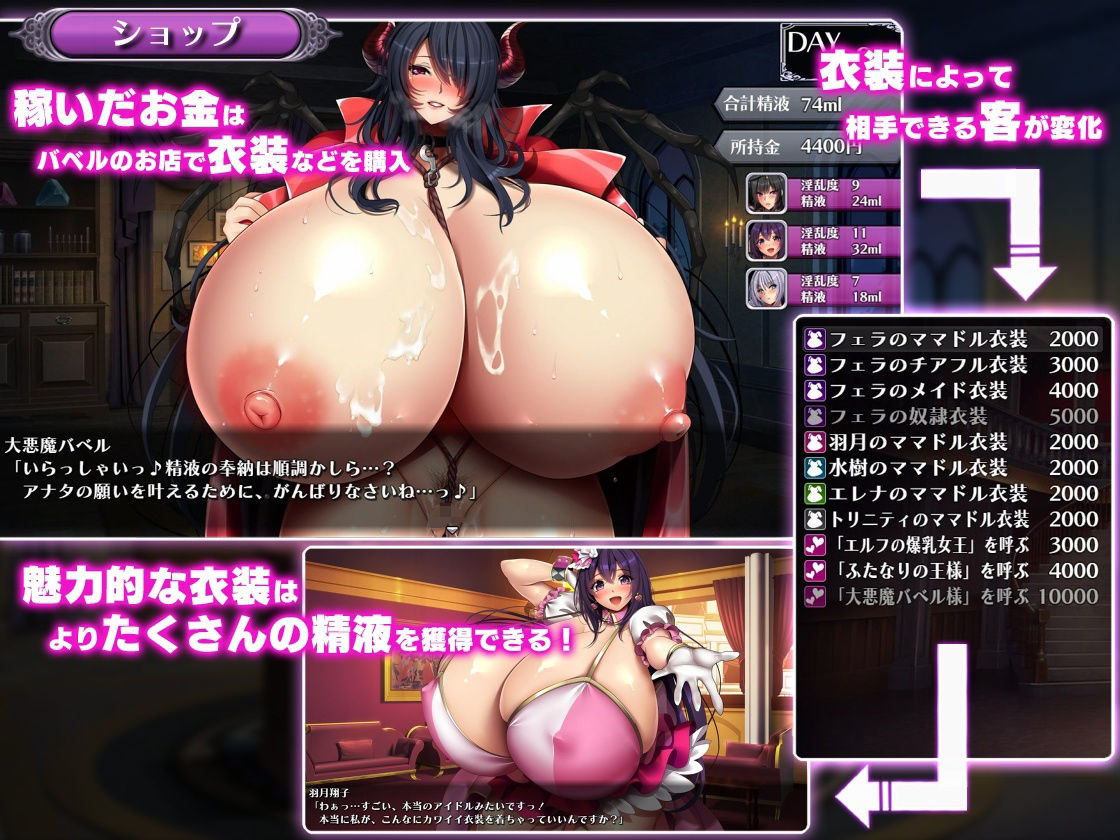 ショップ
稼いだお金は
バベルのお店で衣装などを購入
DAY
合計精液 74ml
所持金 4400円
淫乱度 9
精液 24ml
淫乱度 11
精液 32ml
淫乱度 7
精液 18ml
衣装によって
相手できる客が変化
大悪魔バベル
「いらっしゃいっ♪精液の奉納は順調かしら…？
アナタの願いを叶えるために、がんばりなさいね…っ♪」
フェラのママドル衣装 2000
フェラのチアフル衣装 3000
フェラのメイド衣装 4000
フェラの奴隷衣装 5000
羽月のママドル衣装 2000
水樹のママドル衣装 2000
エレナのママドル衣装 2000
トリニティのママドル衣装 2000
「エルフの爆乳女王」を呼ぶ 3000
「ふたなりの王様」を呼ぶ 4000
「大悪魔バベル様」を呼ぶ 10000
魅力的な衣装は
よりたくさんの精液を獲得できる！
羽月翔子
「わぁっ…すごい、本当のアイドルみたいですっ！
本当に私が、こんなにカワイイ衣装を着ちゃっていいんですか？」